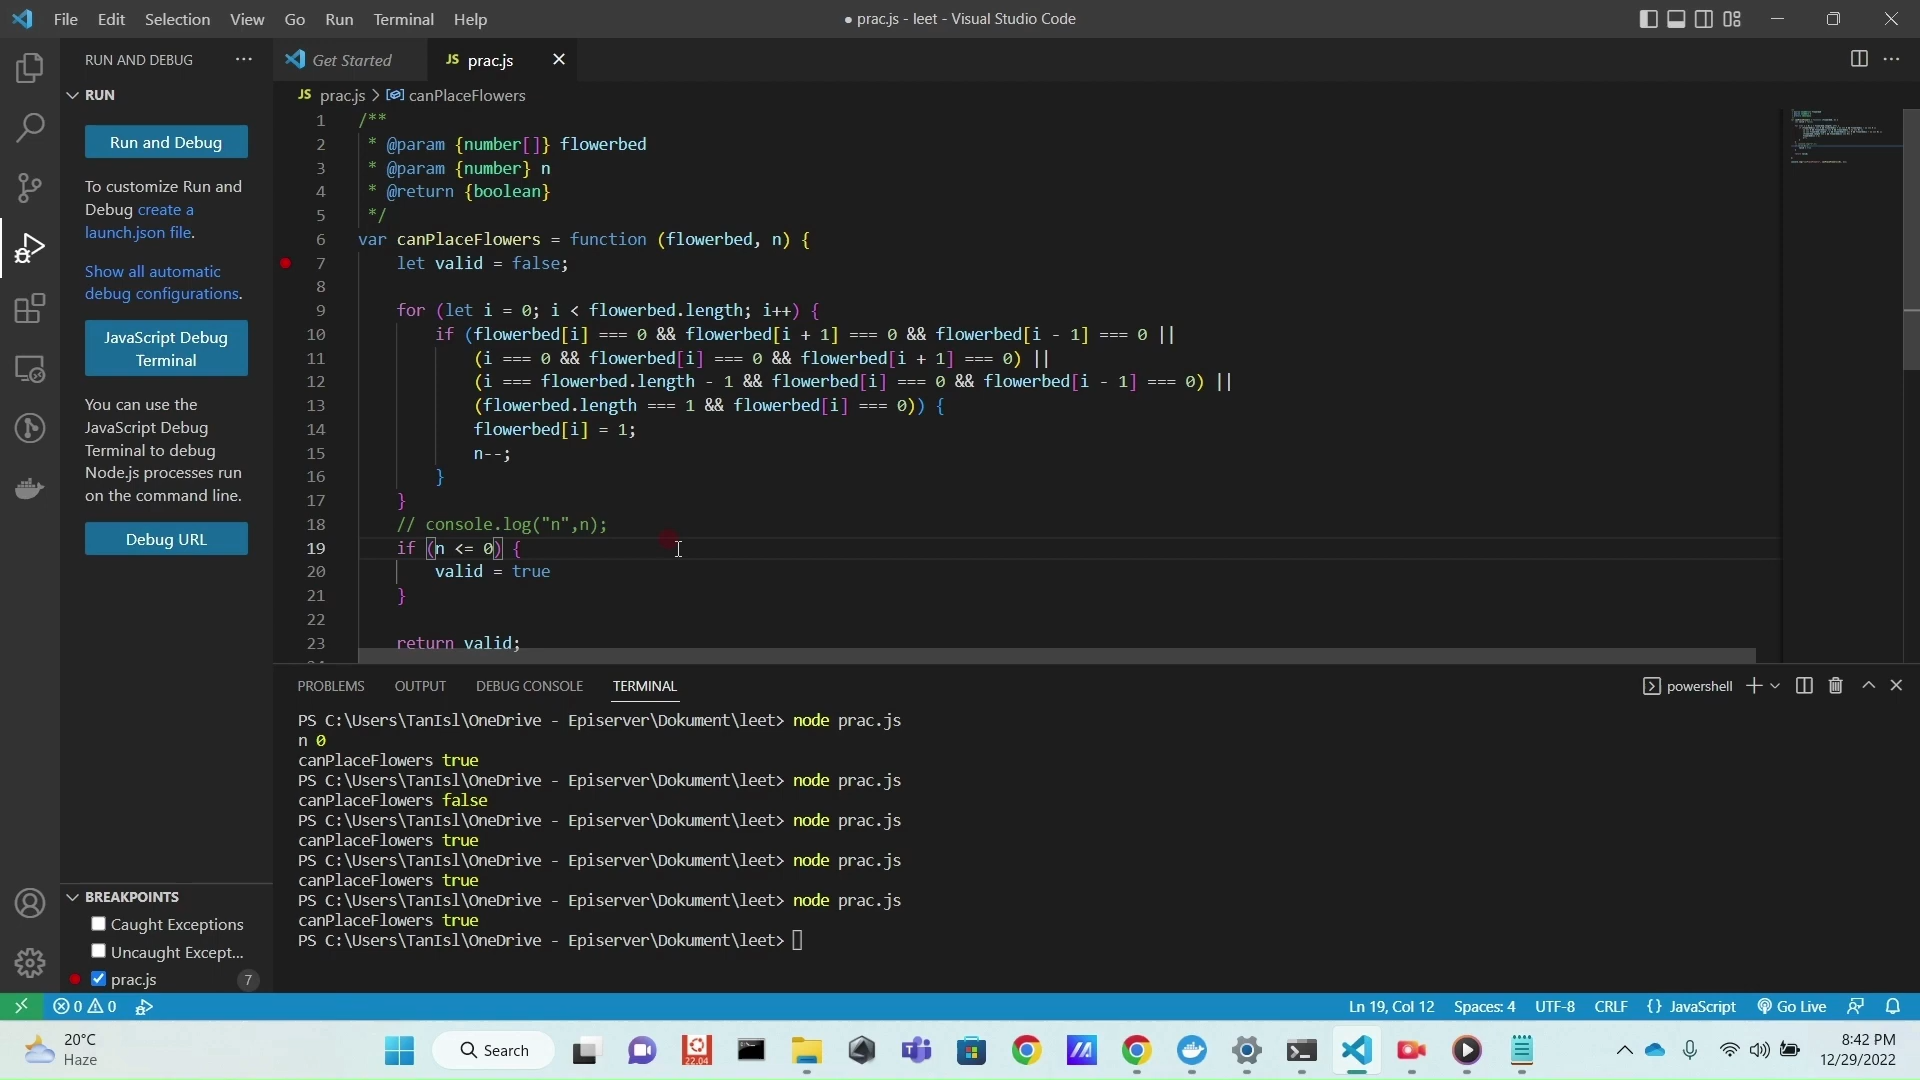 File Edit Selection View Go Run Terminal Help
● prac.js - leet - Visual Studio Code
RUN AND DEBUG ···
RUN
Run and Debug
To customize Run and
Debug create a
launch.json file.
Show all automatic
debug configurations.
JavaScript Debug
Terminal
You can use the
JavaScript Debug
Terminal to debug
Node.js processes run
on the command line.
Debug URL
BREAKPOINTS
Caught Exceptions
Uncaught Except...
prac.js 7
Get Started
JS prac.js
JS prac.js > canPlaceFlowers
1 /**
2 * @param {number[]} flowerbed
3 * @param {number} n
4 * @return {boolean}
5 */
6 var canPlaceFlowers = function (flowerbed, n) {
7 let valid = false;
8
9 for (let i = 0; i < flowerbed.length; i++) {
10 if (flowerbed[i] === 0 && flowerbed[i + 1] === 0 && flowerbed[i - 1] === 0 ||
11 (i === 0 && flowerbed[i] === 0 && flowerbed[i + 1] === 0) ||
12 (i === flowerbed.length - 1 && flowerbed[i] === 0 && flowerbed[i - 1] === 0) ||
13 (flowerbed.length === 1 && flowerbed[i] === 0)) {
14 flowerbed[i] = 1;
15 n--;
16 }
17 }
18 // console.log("n",n);
19 if (n <= 0) {
20 valid = true
21 }
22
23 return valid;
PROBLEMS OUTPUT DEBUG CONSOLE TERMINAL
powershell
PS C:\Users\TanIsl\OneDrive - Episerver\Dokument\leet> node prac.js
n 0
canPlaceFlowers true
PS C:\Users\TanIsl\OneDrive - Episerver\Dokument\leet> node prac.js
canPlaceFlowers false
PS C:\Users\TanIsl\OneDrive - Episerver\Dokument\leet> node prac.js
canPlaceFlowers true
PS C:\Users\TanIsl\OneDrive - Episerver\Dokument\leet> node prac.js
canPlaceFlowers true
PS C:\Users\TanIsl\OneDrive - Episerver\Dokument\leet> node prac.js
canPlaceFlowers true
PS C:\Users\TanIsl\OneDrive - Episerver\Dokument\leet>
0 0
Ln 19, Col 12 Spaces: 4 UTF-8 CRLF {} JavaScript Go Live
20°C
Haze
Search
22.04
8:42 PM
12/29/2022